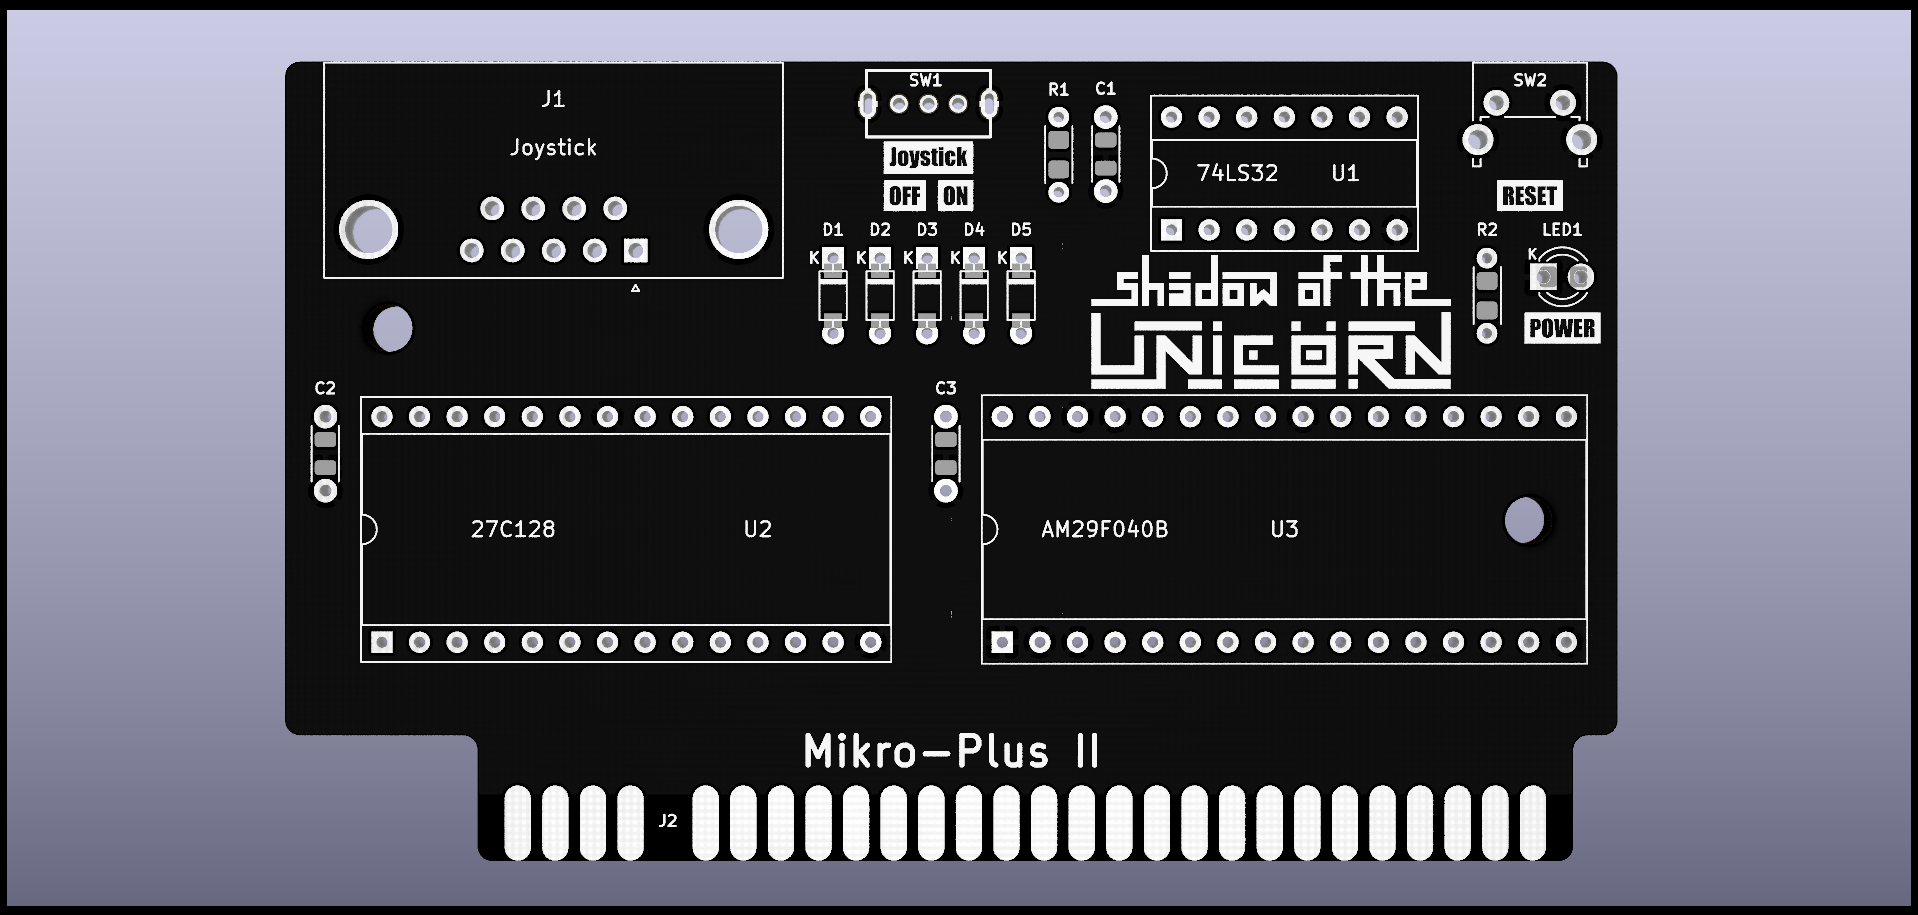 J1
Joystick
SW1
Joystick
OFF ON
R1 C1
74LS32 U1
SW2
RESET
D1 D2 D3 D4 D5
K K K K K
R2 LED1
K
POWER
shadow of the
UNICORN
C2
27C128 U2
C3
AM29F040B U3
Mikro-Plus II
J2